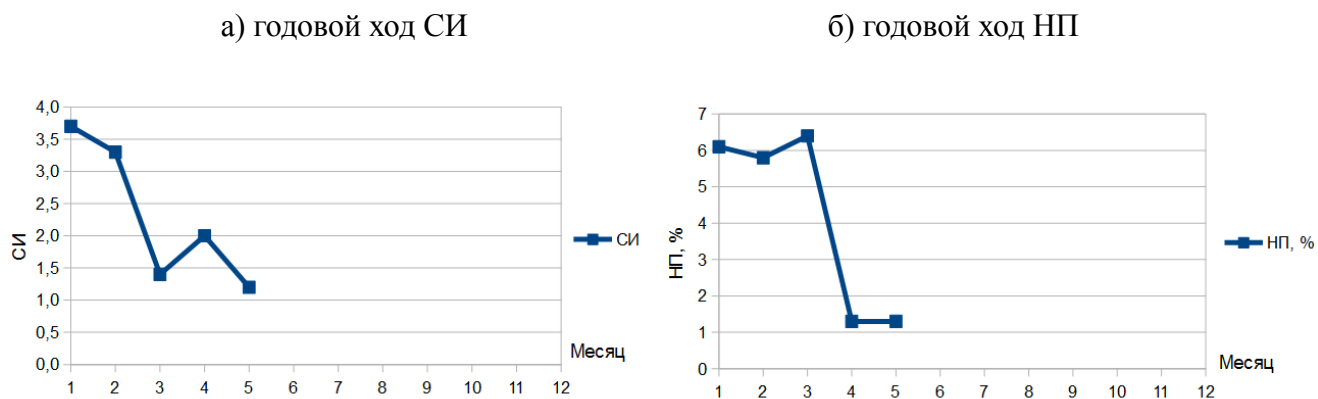 а) годовой ход СИ
б) годовой ход НП
4,0
3,5
3,0
2,5
2,0
1,5
1,0
0,5
0,0
СИ
1 2 3 4 5 6 7 8 9 10 11 12
Месяц
СИ
7
6
5
4
3
2
1
0
НП, %
1 2 3 4 5 6 7 8 9 10 11 12
Месяц
НП, %